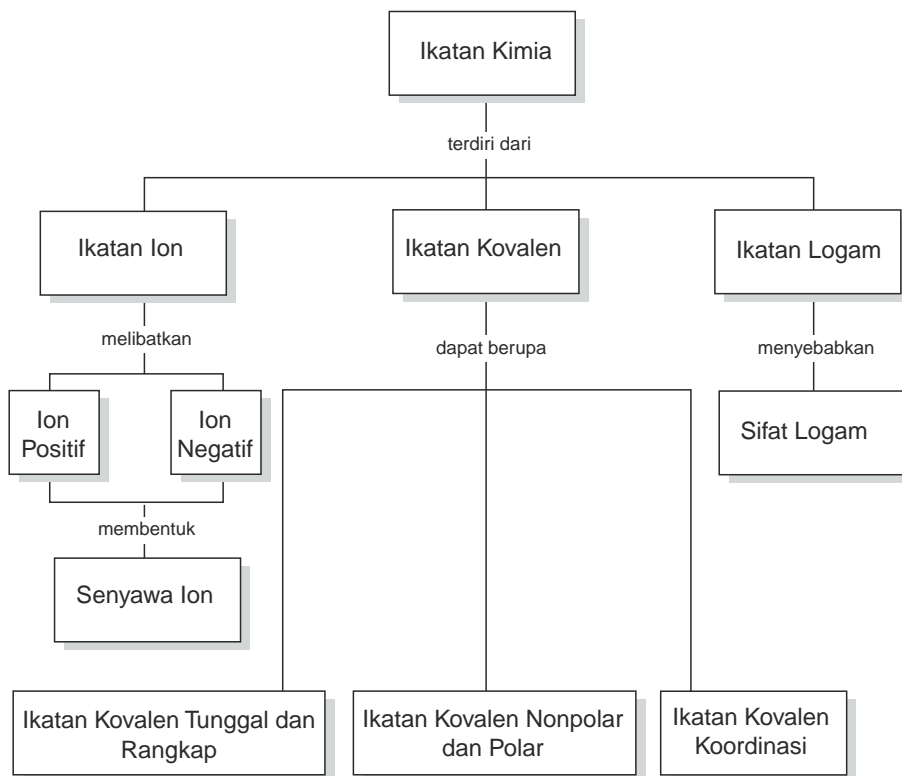 Ikatan Kimia
terdiri dari
Ikatan Ion
Ikatan Kovalen
Ikatan Logam
melibatkan
dapat berupa
menyebabkan
Ion
Positif
Ion
Negatif
Sifat Logam
membentuk
Senyawa Ion
Ikatan Kovalen Tunggal dan
Rangkap
Ikatan Kovalen Nonpolar
dan Polar
Ikatan Kovalen
Koordinasi